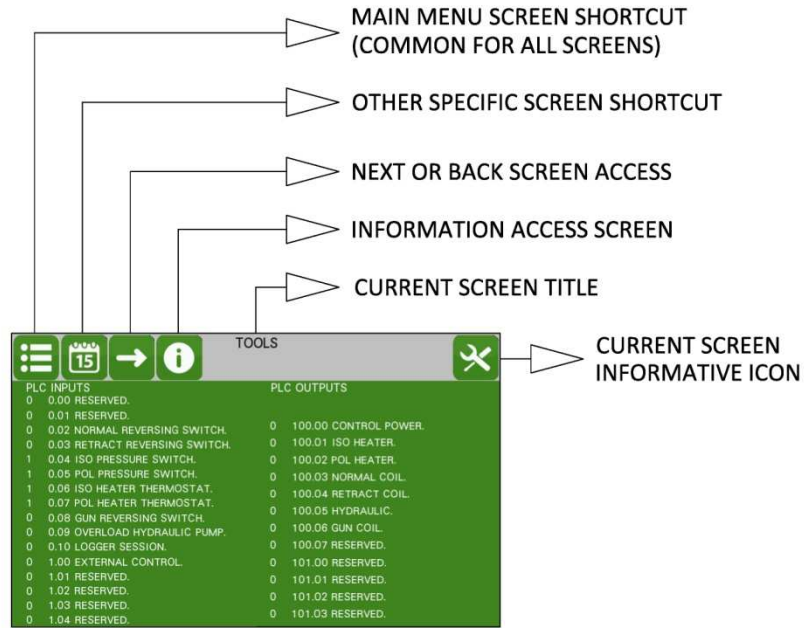 MAIN MENU SCREEN SHORTCUT
(COMMON FOR ALL SCREENS)
OTHER SPECIFIC SCREEN SHORTCUT
NEXT OR BACK SCREEN ACCESS
INFORMATION ACCESS SCREEN
CURRENT SCREEN TITLE
CURRENT SCREEN
INFORMATIVE ICON
TOOLS
15
PLC INPUTS
0 0.00 RESERVED.
0 0.01 RESERVED.
0 0.02 NORMAL REVERSING SWITCH.
0 0.03 RETRACT REVERSING SWITCH.
1 0.04 ISO PRESSURE SWITCH.
1 0.05 POL PRESSURE SWITCH.
1 0.06 ISO HEATER THERMOSTAT.
1 0.07 POL HEATER THERMOSTAT.
0 0.08 GUN REVERSING SWITCH.
0 0.09 OVERLOAD HYDRAULIC PUMP.
0 0.10 LOGGER SESSION.
0 1.00 EXTERNAL CONTROL.
0 1.01 RESERVED.
0 1.02 RESERVED.
0 1.03 RESERVED.
0 1.04 RESERVED.
PLC OUTPUTS
0 100.00 CONTROL POWER.
0 100.01 ISO HEATER.
0 100.02 POL HEATER.
0 100.03 NORMAL COIL.
0 100.04 RETRACT COIL.
0 100.05 HYDRAULIC.
0 100.06 GUN COIL.
0 100.07 RESERVED.
0 101.00 RESERVED.
0 101.01 RESERVED.
0 101.02 RESERVED.
0 101.03 RESERVED.